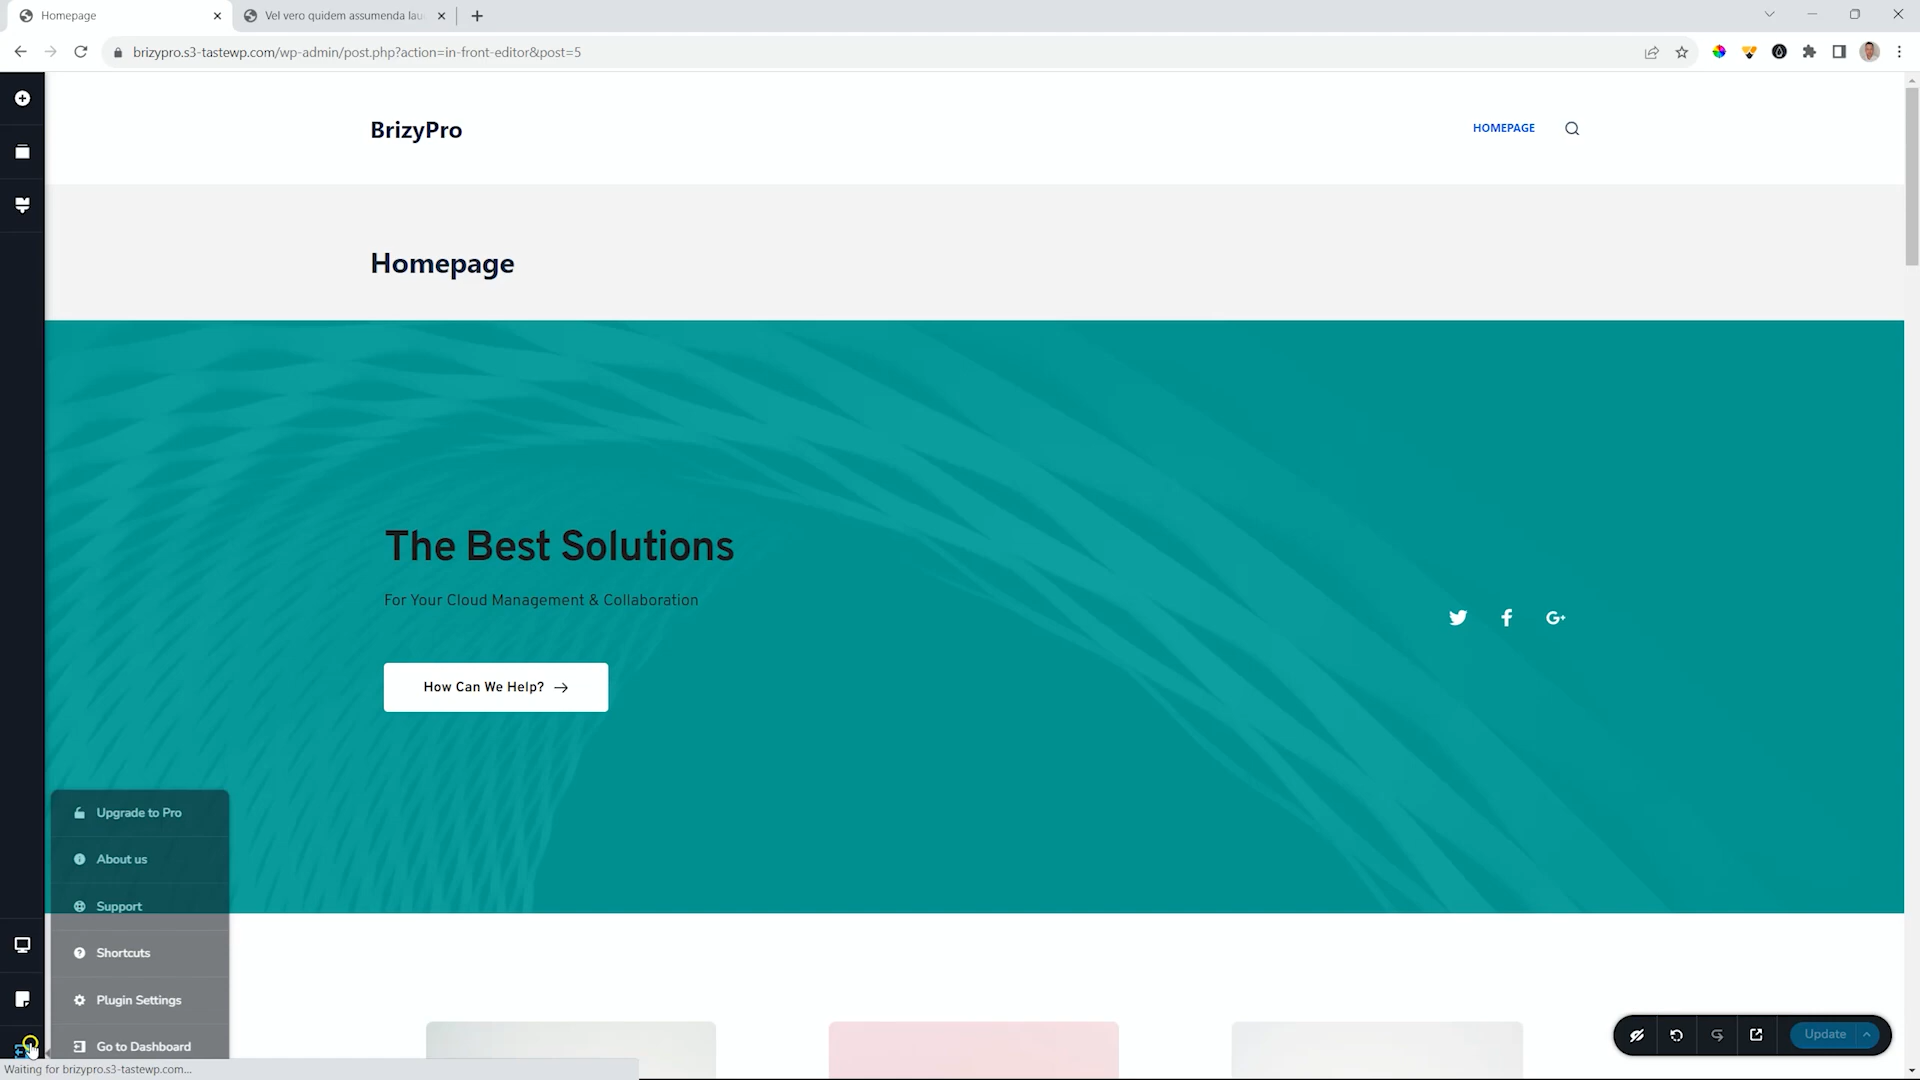 Homepage
Vel vero quidem assumenda lau
brizypro.s3-tastewp.com/wp-admin/post.php?action=in-front-editor&post=5
BrizyPro
HOMEPAGE
Homepage
The Best Solutions
For Your Cloud Management & Collaboration
How Can We Help?
Upgrade to Pro
About us
Support
Shortcuts
Plugin Settings
Go to Dashboard
Update
Waiting for brizypro.s3-tastewp.com...